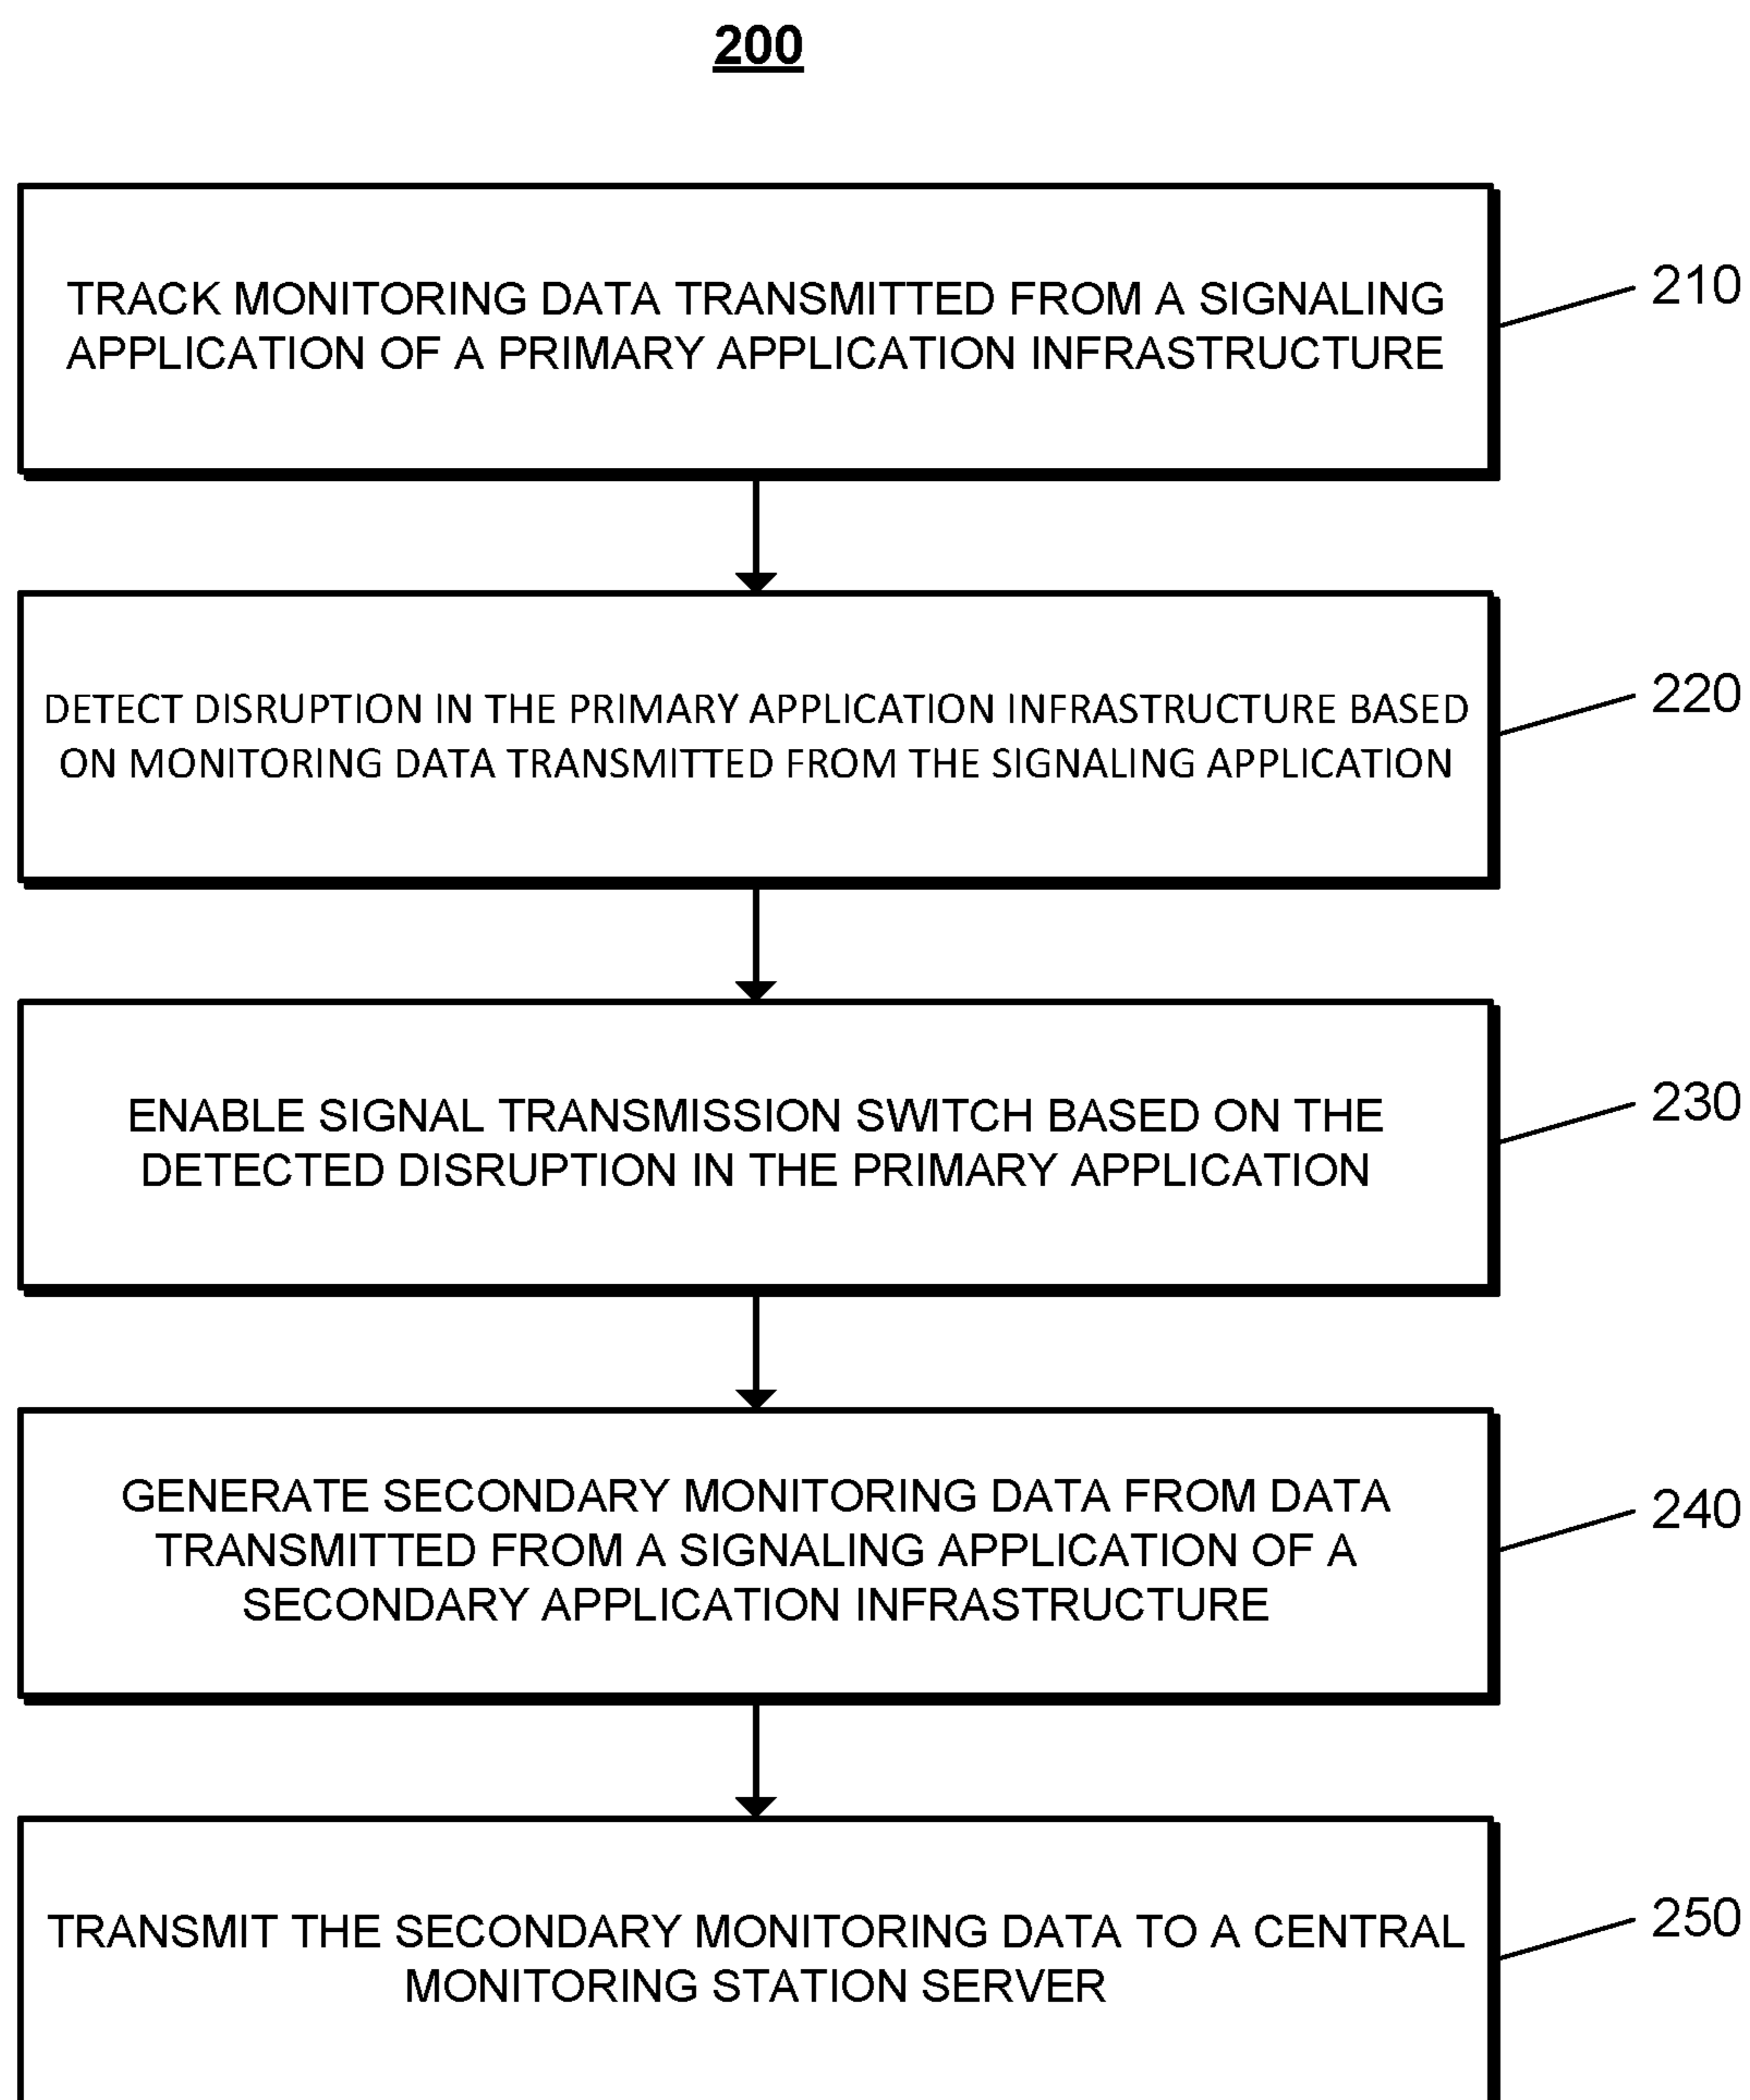 200
TRACK MONITORING DATA TRANSMITTED FROM A SIGNALING
APPLICATION OF A PRIMARY APPLICATION INFRASTRUCTURE
210
DETECT DISRUPTION IN THE PRIMARY APPLICATION INFRASTRUCTURE BASED
ON MONITORING DATA TRANSMITTED FROM THE SIGNALING APPLICATION
220
ENABLE SIGNAL TRANSMISSION SWITCH BASED ON THE
DETECTED DISRUPTION IN THE PRIMARY APPLICATION
230
GENERATE SECONDARY MONITORING DATA FROM DATA
TRANSMITTED FROM A SIGNALING APPLICATION OF A
SECONDARY APPLICATION INFRASTRUCTURE
240
TRANSMIT THE SECONDARY MONITORING DATA TO A CENTRAL
MONITORING STATION SERVER
250